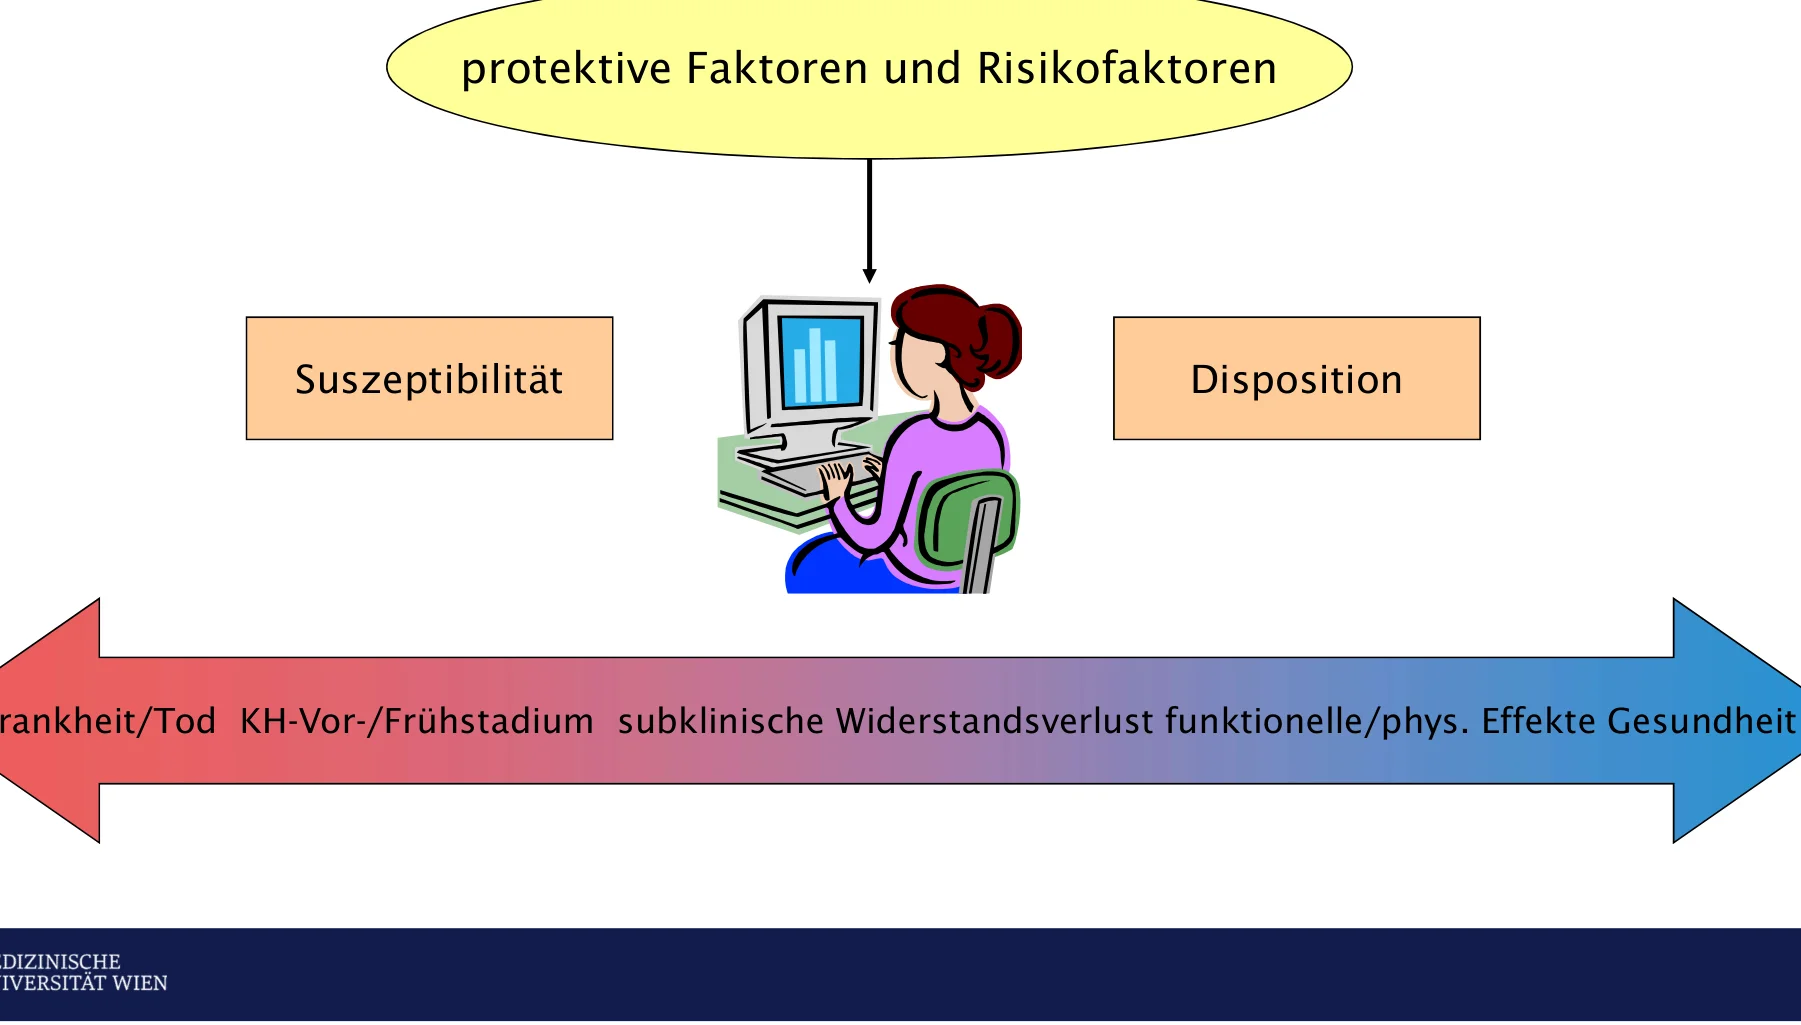 protektive Faktoren und Risikofaktoren
Suszeptibilität
Disposition
rankheit/Tod KH-Vor-/Frühstadium subklinische Widerstandsverlust funktionelle/phys. Effekte Gesundheit
EDIZINISCHE
IVERSITÄT WIEN